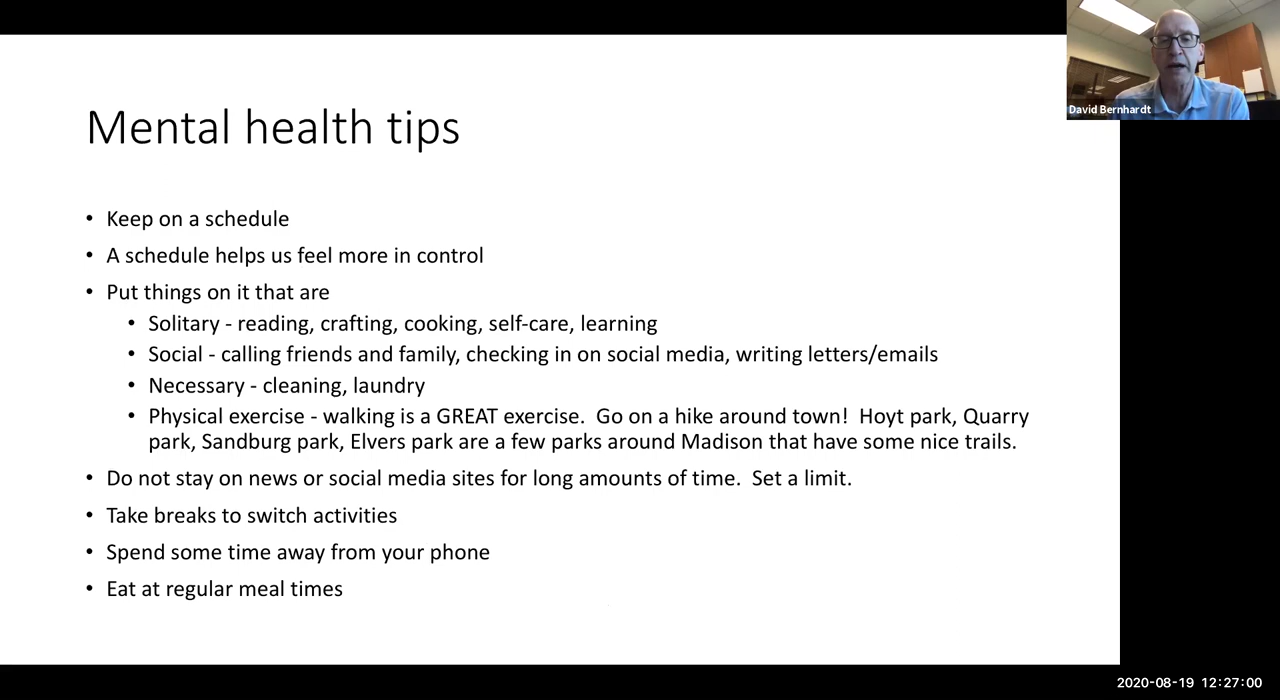 Mental health tips
• Keep on a schedule
• A schedule helps us feel more in control
• Put things on it that are
• Solitary - reading, crafting, cooking, self-care, learning
• Social - calling friends and family, checking in on social media, writing letters/emails
• Necessary - cleaning, laundry
• Physical exercise - walking is a GREAT exercise.  Go on a hike around town!  Hoyt park, Quarry
park, Sandburg park, Elvers park are a few parks around Madison that have some nice trails.
• Do not stay on news or social media sites for long amounts of time.  Set a limit.
• Take breaks to switch activities
• Spend some time away from your phone
• Eat at regular meal times
David Bernhardt
2020-08-19 12:27:00